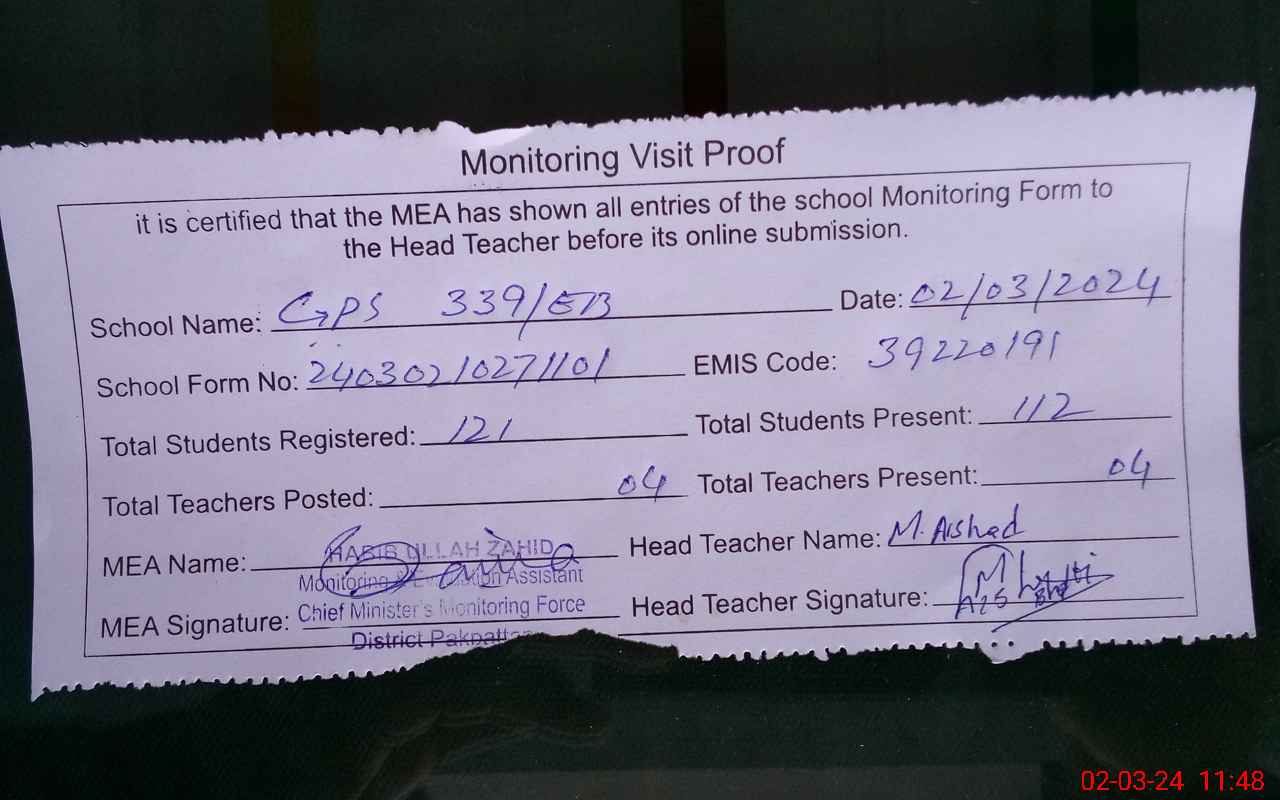 Monitoring Visit Proof
it is certified that the MEA has shown all entries of the school Monitoring Form to
the Head Teacher before its online submission.
School Name: GPS 339/EB Date: 02/03/2024
School Form No: 24030210271101 EMIS Code: 39220191
Total Students Registered: 121 Total Students Present: 112
Total Teachers Posted: 04 Total Teachers Present: 04
MEA Name: HABIB ULLAH ZAHID Head Teacher Name: M. Arshad
Monitoring & Evaluation Assistant
MEA Signature: Chief Minister's Monitoring Force Head Teacher Signature:
District Pakpatta
02-03-24 11:48